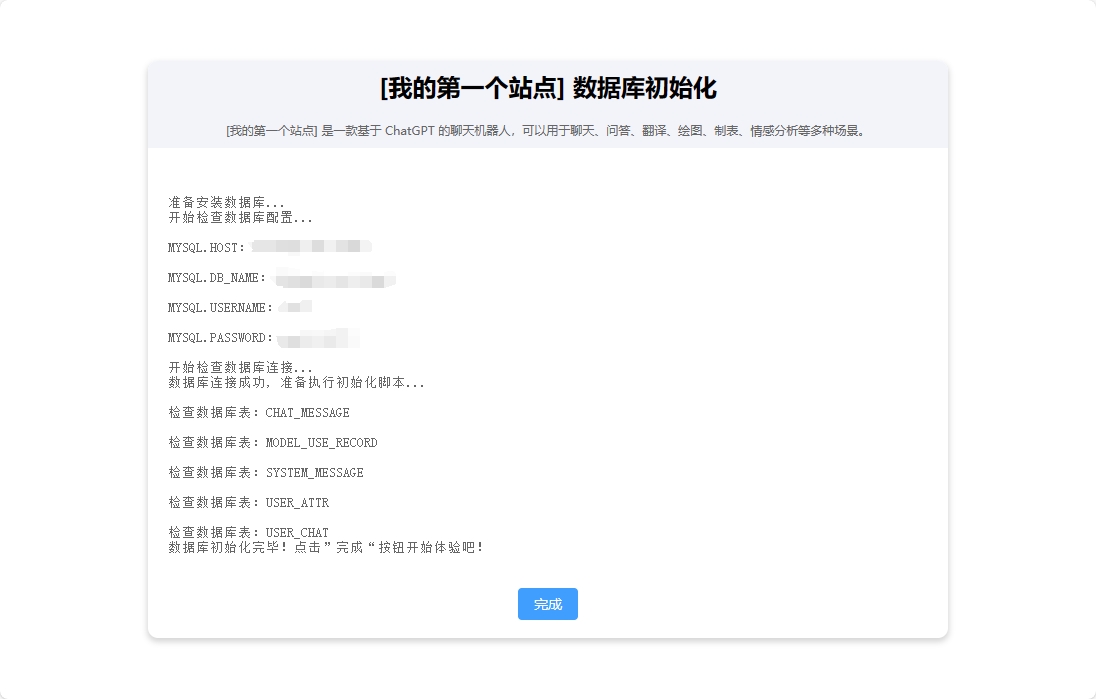 [我的第一个站点] 数据库初始化
[我的第一个站点] 是一款基于 ChatGPT 的聊天机器人，可以用于聊天、问答、翻译、绘图、制表、情感分析等多种场景。
准备安装数据库...
开始检查数据库配置...
MYSQL.HOST:
MYSQL.DB_NAME:
MYSQL.USERNAME:
MYSQL.PASSWORD:
开始检查数据库连接...
数据库连接成功，准备执行初始化脚本...
检查数据库表: CHAT_MESSAGE
检查数据库表: MODEL_USE_RECORD
检查数据库表: SYSTEM_MESSAGE
检查数据库表: USER_ATTR
检查数据库表: USER_CHAT
数据库初始化完毕！点击”完成“按钮开始体验吧！
完成